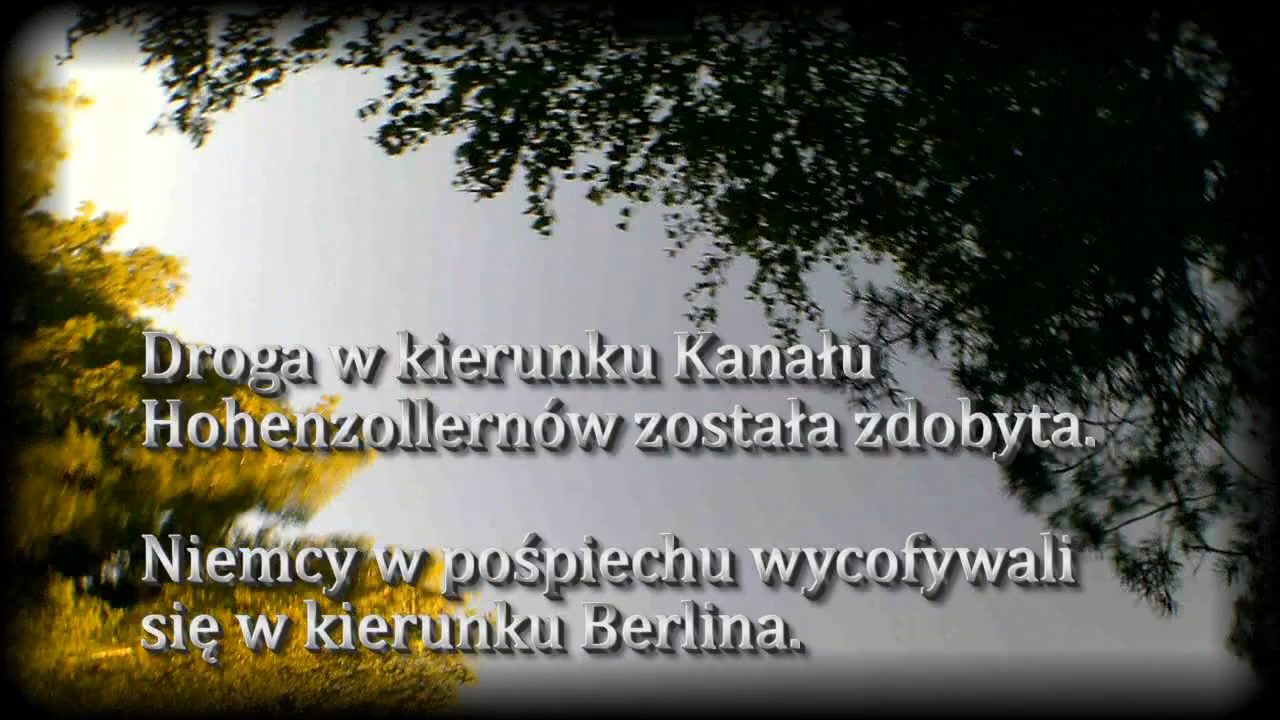 Droga w kierunku Kanału
Hohenzollernów została zdobyta.
Niemcy w pośpiechu wycofywali
się w kierunku Berlina.